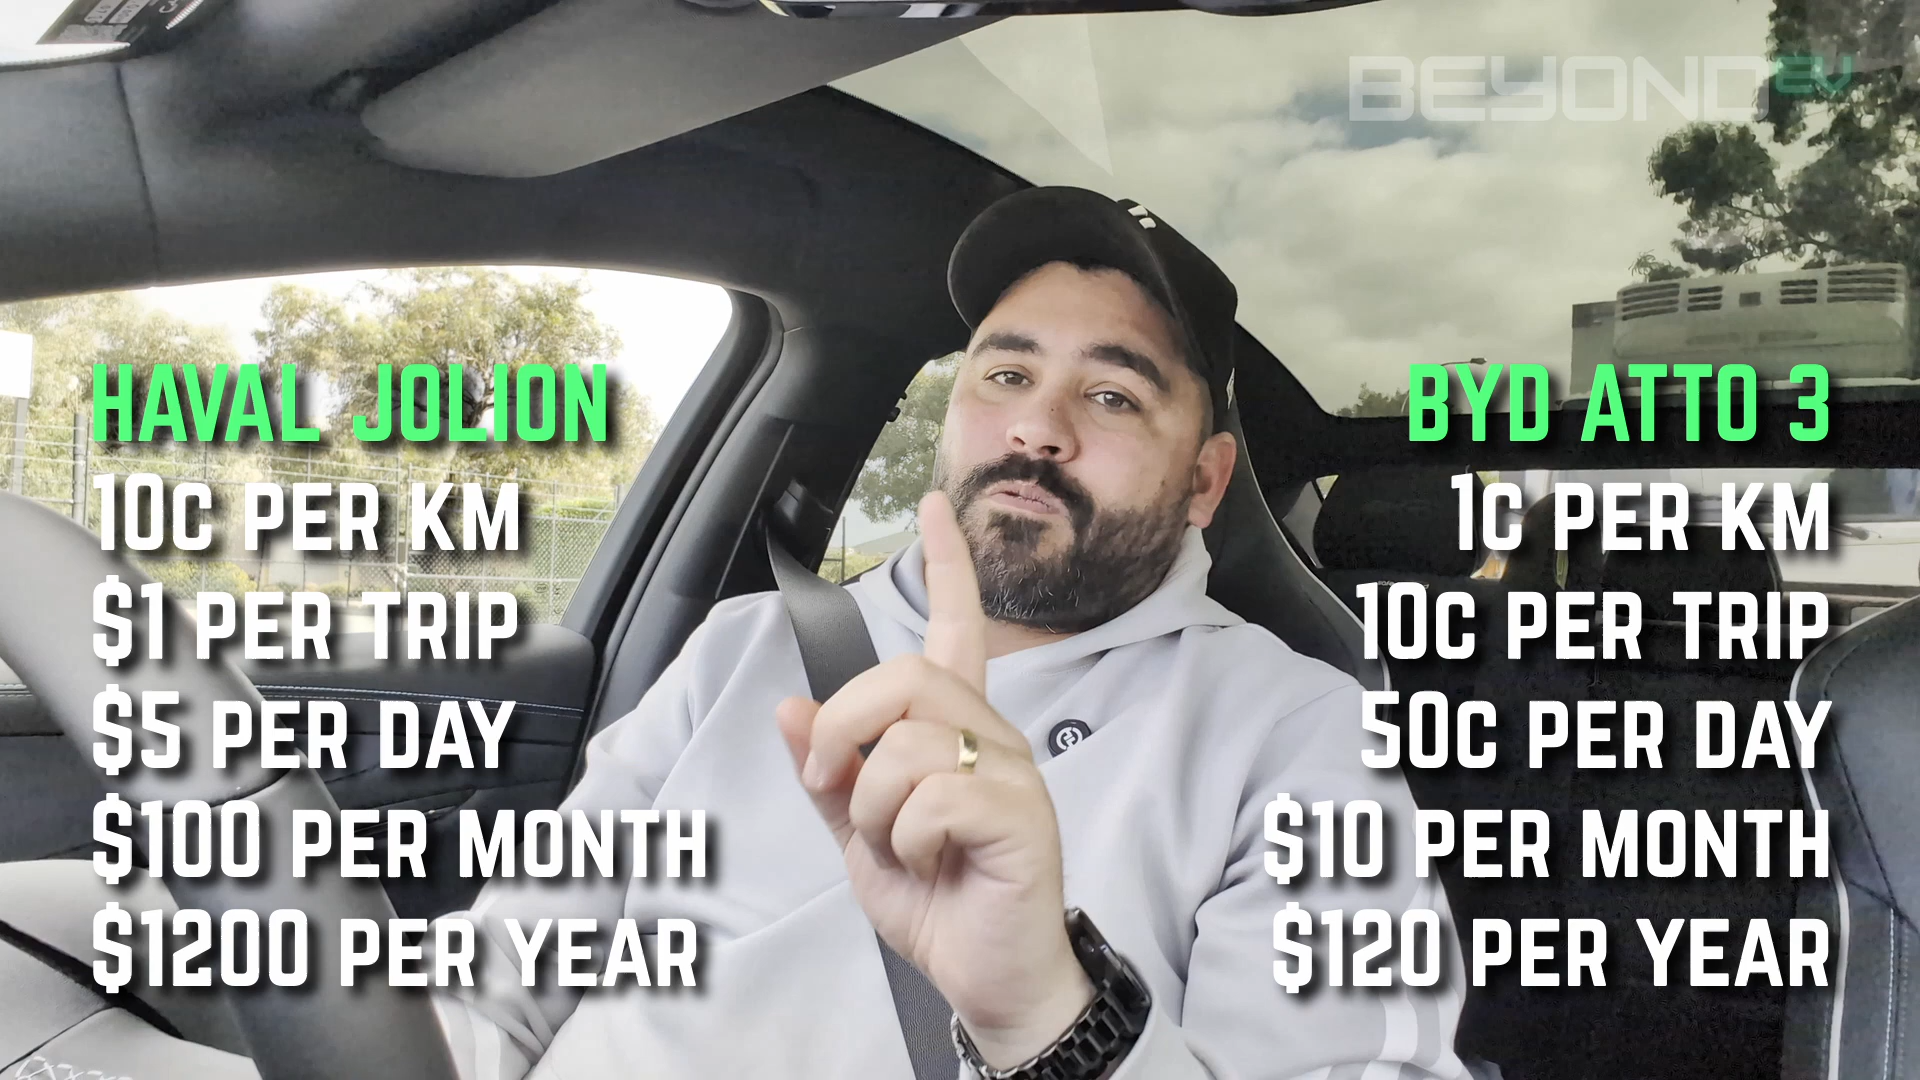 BEYOND EV
HAVAL JOLION
10C PER KM
$1 PER TRIP
$5 PER DAY
$100 PER MONTH
$1200 PER YEAR
BYD ATTO 3
1C PER KM
10C PER TRIP
50C PER DAY
$10 PER MONTH
$120 PER YEAR